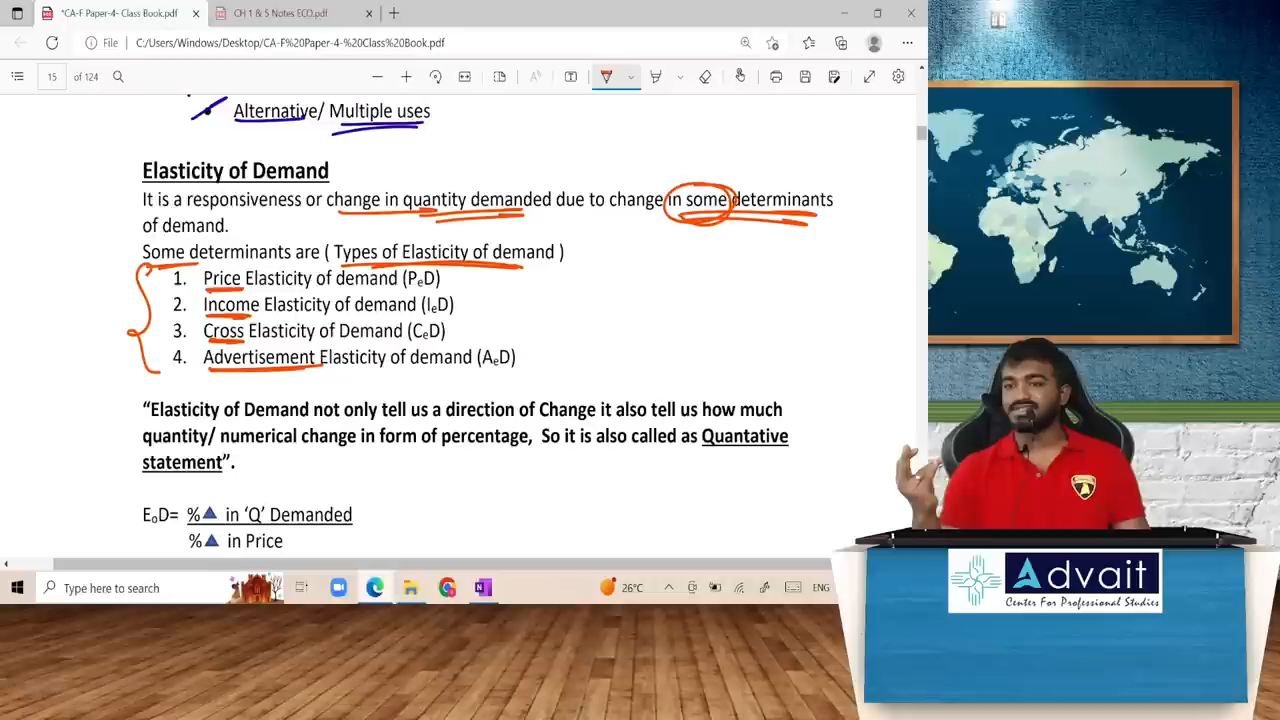 *CA-F Paper-4- Class Book.pdf
CH 1 & 5 Notes ECO.pdf
File
C:/Users/Windows/Desktop/CA-F%20Paper-4-%20Class%20Book.pdf
15 of 124
Alternative/ Multiple uses
Elasticity of Demand
It is a responsiveness or change in quantity demanded due to change in some determinants
of demand.
Some determinants are ( Types of Elasticity of demand )
1. Price Elasticity of demand (PₑD)
2. Income Elasticity of demand (IₑD)
3. Cross Elasticity of Demand (CₑD)
4. Advertisement Elasticity of demand (AₑD)
“Elasticity of Demand not only tell us a direction of Change it also tell us how much
quantity/ numerical change in form of percentage, So it is also called as Quantative
statement”.
EₒD= %▲ in ‘Q’ Demanded
%▲ in Price
Type here to search
26°C
ENG
Advait
Center For Professional Studies